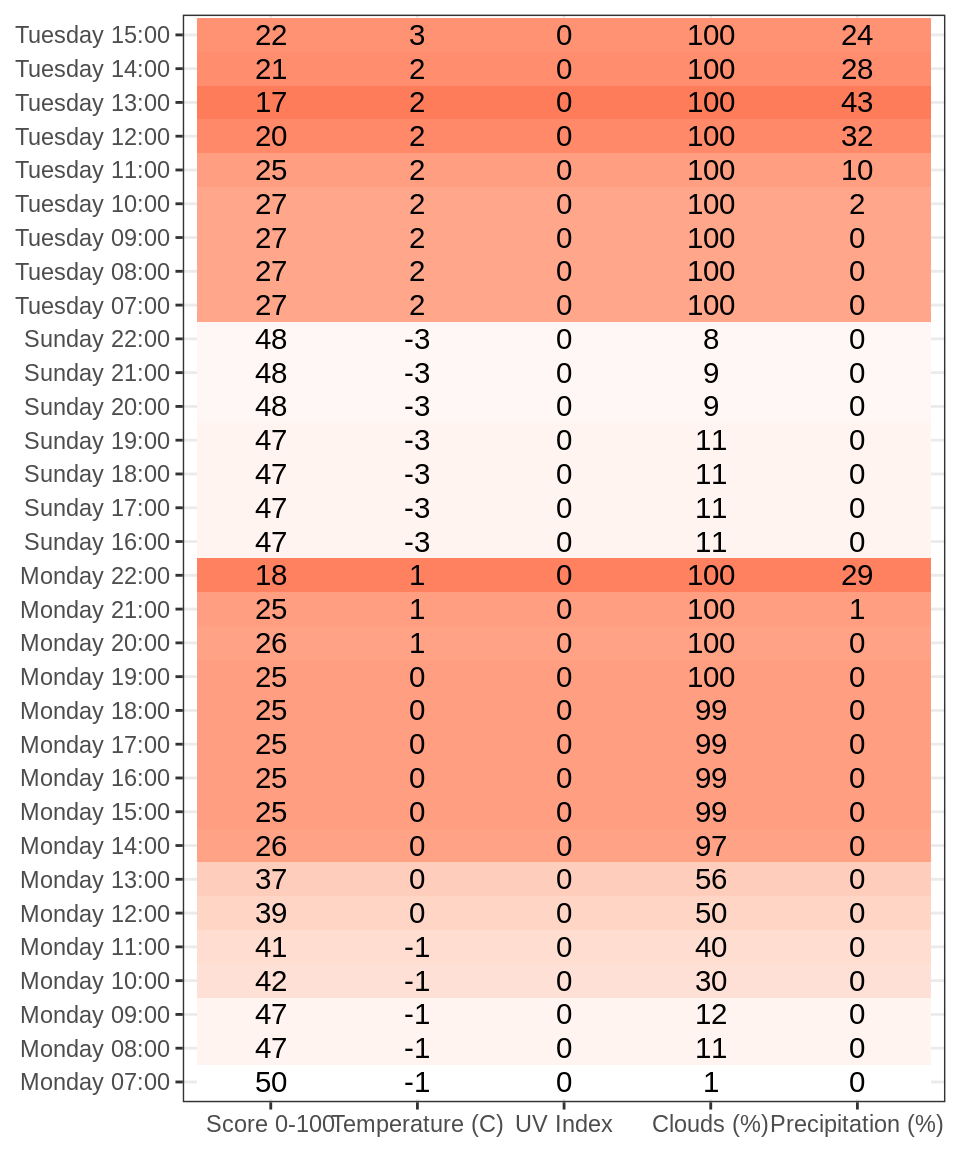 Tuesday 15:00 22 3 0 100 24
Tuesday 14:00 21 2 0 100 28
Tuesday 13:00 17 2 0 100 43
Tuesday 12:00 20 2 0 100 32
Tuesday 11:00 25 2 0 100 10
Tuesday 10:00 27 2 0 100 2
Tuesday 09:00 27 2 0 100 0
Tuesday 08:00 27 2 0 100 0
Tuesday 07:00 27 2 0 100 0
Sunday 22:00 48 -3 0 8 0
Sunday 21:00 48 -3 0 9 0
Sunday 20:00 48 -3 0 9 0
Sunday 19:00 47 -3 0 11 0
Sunday 18:00 47 -3 0 11 0
Sunday 17:00 47 -3 0 11 0
Sunday 16:00 47 -3 0 11 0
Monday 22:00 18 1 0 100 29
Monday 21:00 25 1 0 100 1
Monday 20:00 26 1 0 100 0
Monday 19:00 25 0 0 100 0
Monday 18:00 25 0 0 99 0
Monday 17:00 25 0 0 99 0
Monday 16:00 25 0 0 99 0
Monday 15:00 25 0 0 99 0
Monday 14:00 26 0 0 97 0
Monday 13:00 37 0 0 56 0
Monday 12:00 39 0 0 50 0
Monday 11:00 41 -1 0 40 0
Monday 10:00 42 -1 0 30 0
Monday 09:00 47 -1 0 12 0
Monday 08:00 47 -1 0 11 0
Monday 07:00 50 -1 0 1 0
Score 0-100 Temperature (C) UV Index Clouds (%) Precipitation (%)